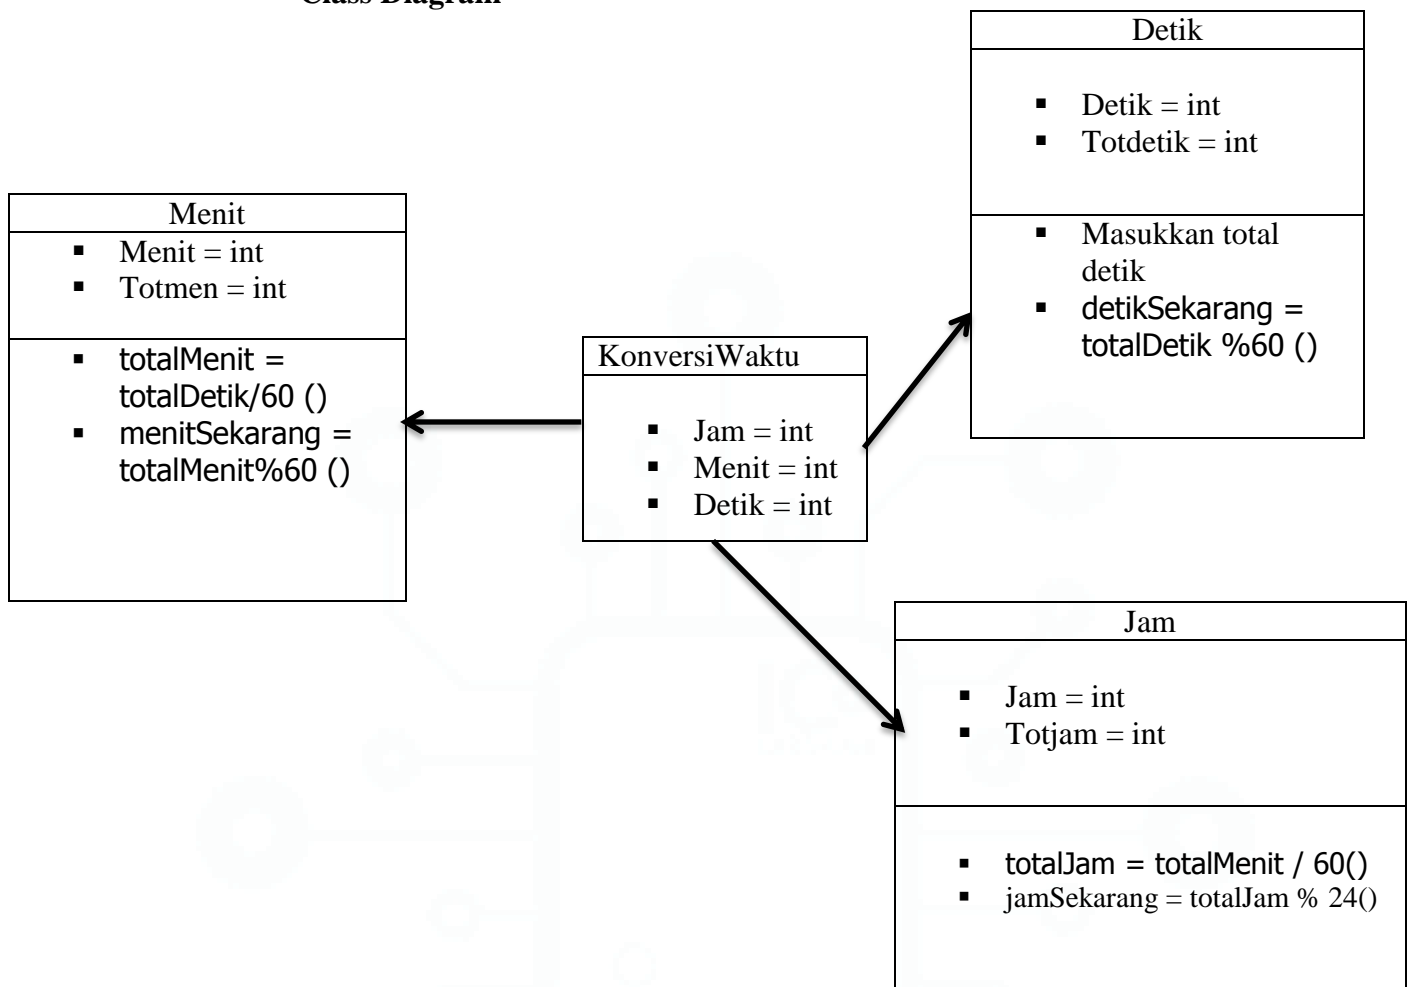 Class Diagram
Detik
▪ Detik = int
▪ Totdetik = int
▪ Masukkan total
detik
▪ detikSekarang =
totalDetik %60 ()
Menit
▪ Menit = int
▪ Totmen = int
▪ totalMenit =
totalDetik/60 ()
▪ menitSekarang =
totalMenit%60 ()
KonversiWaktu
▪ Jam = int
▪ Menit = int
▪ Detik = int
Jam
▪ Jam = int
▪ Totjam = int
▪ totalJam = totalMenit / 60()
▪ jamSekarang = totalJam % 24()